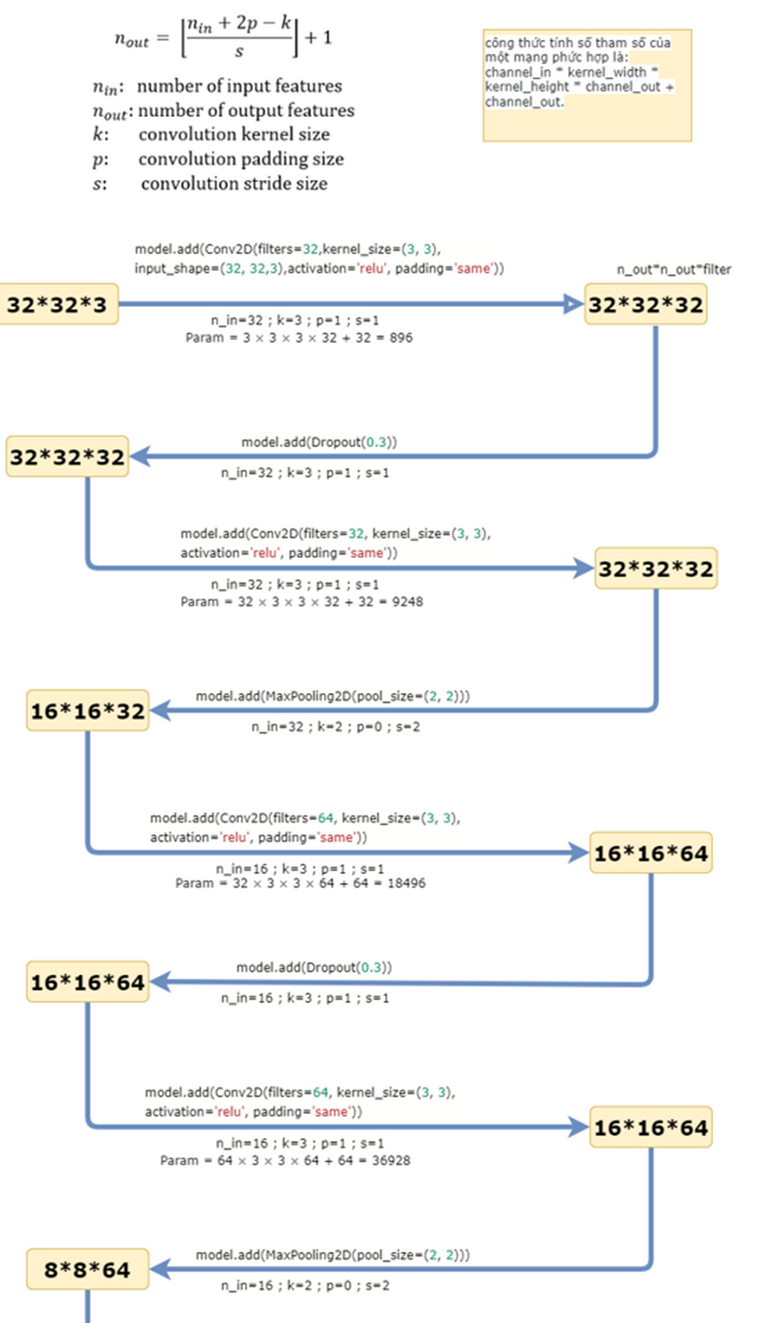 n_out = ⌊(n_in + 2p − k)/s⌋ + 1
n_in: number of input features
n_out: number of output features
k: convolution kernel size
p: convolution padding size
s: convolution stride size
công thức tính số tham số của
một mạng phức hợp là:
channel_in * kernel_width *
kernel_height * channel_out +
channel_out.
model.add(Conv2D(filters=32,kernel_size=(3, 3),
input_shape=(32, 32,3),activation='relu', padding='same'))
n_out*n_out*filter
32*32*3
32*32*32
n_in=32 ; k=3 ; p=1 ; s=1
Param = 3 × 3 × 3 × 32 + 32 = 896
model.add(Dropout(0.3))
32*32*32
n_in=32 ; k=3 ; p=1 ; s=1
model.add(Conv2D(filters=32, kernel_size=(3, 3),
activation='relu', padding='same'))
32*32*32
n_in=32 ; k=3 ; p=1 ; s=1
Param = 32 × 3 × 3 × 32 + 32 = 9248
model.add(MaxPooling2D(pool_size=(2, 2)))
16*16*32
n_in=32 ; k=2 ; p=0 ; s=2
model.add(Conv2D(filters=64, kernel_size=(3, 3),
activation='relu', padding='same'))
16*16*64
n_in=16 ; k=3 ; p=1 ; s=1
Param = 32 × 3 × 3 × 64 + 64 = 18496
model.add(Dropout(0.3))
16*16*64
n_in=16 ; k=3 ; p=1 ; s=1
model.add(Conv2D(filters=64, kernel_size=(3, 3),
activation='relu', padding='same'))
16*16*64
n_in=16 ; k=3 ; p=1 ; s=1
Param = 64 × 3 × 3 × 64 + 64 = 36928
model.add(MaxPooling2D(pool_size=(2, 2)))
8*8*64
n_in=16 ; k=2 ; p=0 ; s=2